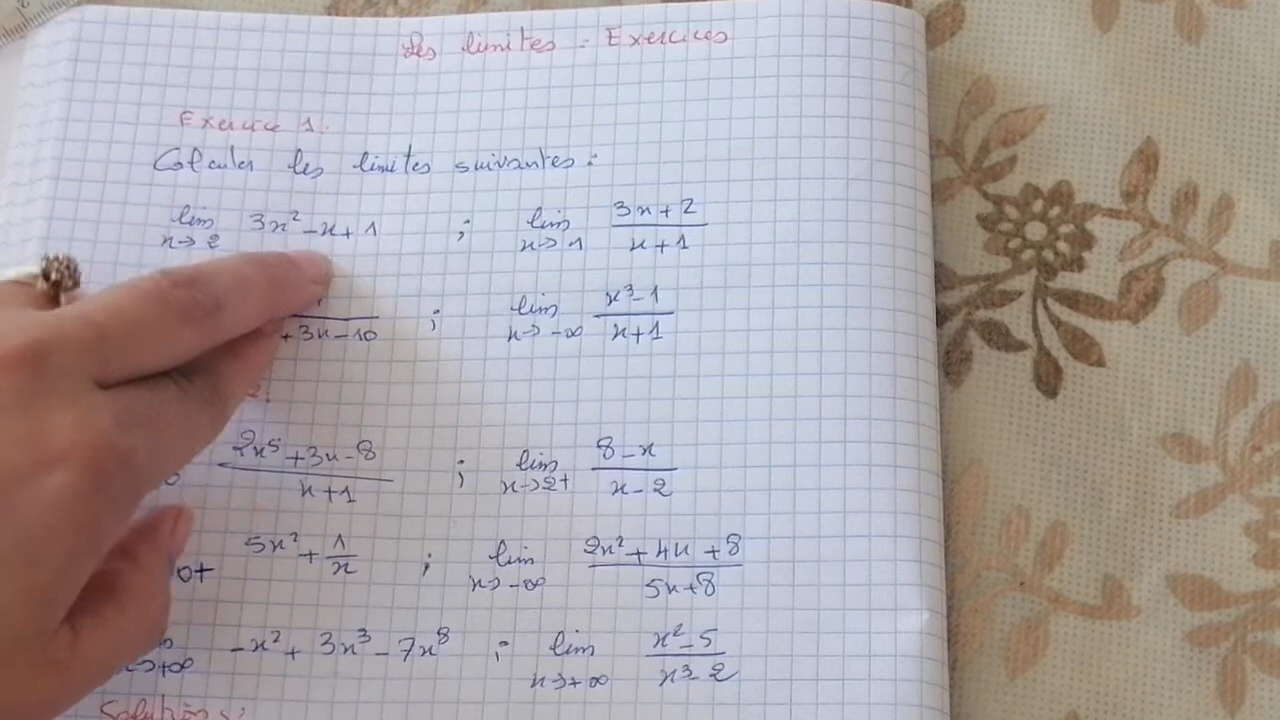 Les limites : Exercices
Exercice 1.
Calculer les limites suivantes :
lim x→2 3x² - x + 1 ; lim x→1 (3x+2)/(x+1)
+3x-10 ; lim x→-∞ (x³-1)/(x+1)
2.
(2x⁵+3x-8)/(x+1) ; lim x→2+ (8-x)/(x-2)
0+ 5x² + 1/x ; lim x→-∞ (2x²+4x+8)/(5x+8)
→+∞ -x² + 3x³ - 7x⁸ ; lim x→+∞ (x²-5)/(x³-2)
Solutions :